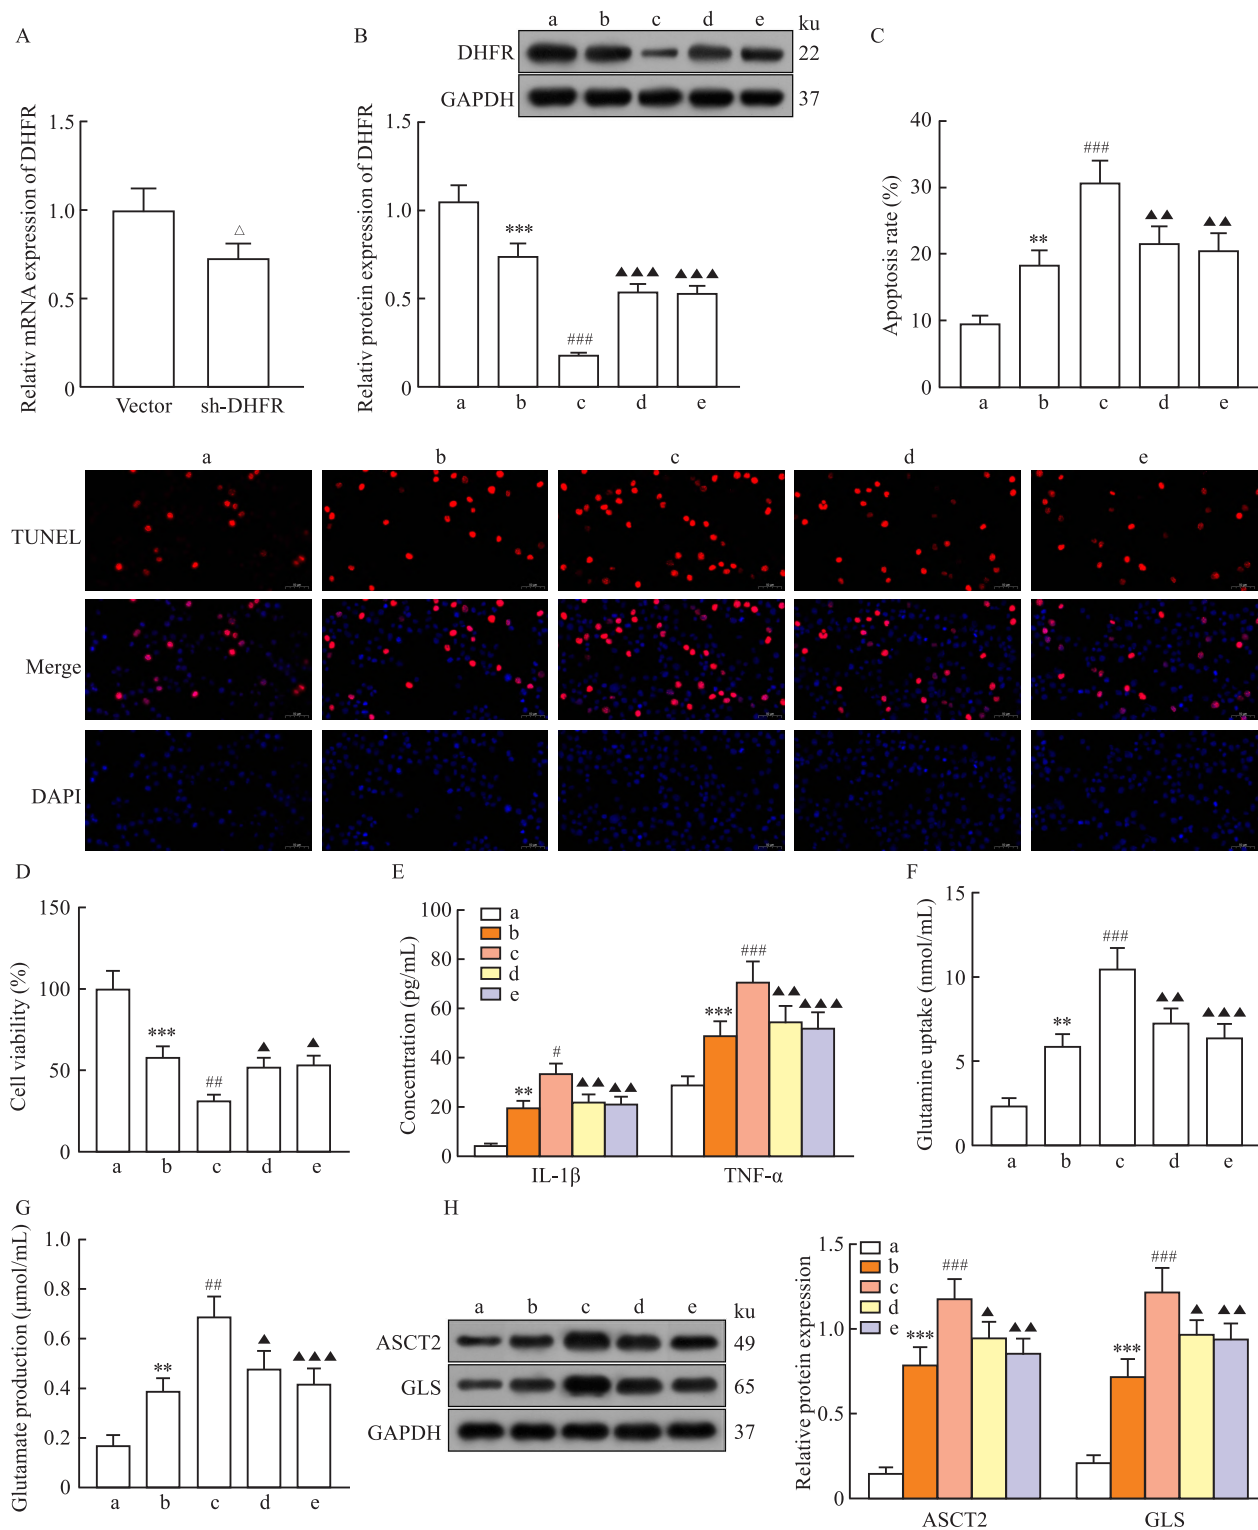 A
Relativ mRNA expression of DHFR
1.5
1.0
0.5
0
△
Vector sh-DHFR
B
a b c d e ku
DHFR 22
GAPDH 37
Relativ protein expression of DHFR
1.5
1.0
0.5
0
***
###
▲▲▲
▲▲▲
a b c d e
C
Apoptosis rate (%)
40
30
20
10
0
**
###
▲▲
▲▲
a b c d e
a b c d e
TUNEL
Merge
DAPI
D
Cell viability (%)
150
100
50
0
***
##
▲
▲
a b c d e
E
Concentration (pg/mL)
100
80
60
40
20
0
a
b
c
d
e
**
#
▲▲
▲▲
***
###
▲▲
▲▲▲
IL-1β TNF-α
F
Glutamine uptake (nmol/mL)
15
10
5
0
**
###
▲▲
▲▲▲
a b c d e
G
Glutamate production (μmol/mL)
1.0
0.8
0.6
0.4
0.2
0
**
##
▲
▲▲▲
a b c d e
H
a b c d e ku
ASCT2 49
GLS 65
GAPDH 37
Relative protein expression
1.5
1.0
0.5
0
a
b
c
d
e
***
###
▲
▲▲
***
###
▲
▲▲
ASCT2 GLS